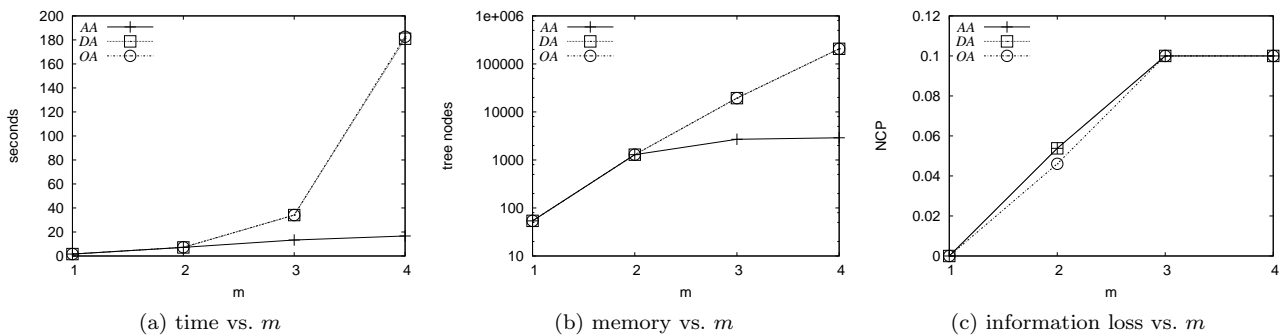 200
180
160
140
120
100
80
60
40
20
0
seconds
AA
DA
OA
1 2 3 4
m
(a) time vs. m
1e+006
100000
10000
1000
100
10
tree nodes
AA
DA
OA
1 2 3 4
m
(b) memory vs. m
0.12
0.1
0.08
0.06
0.04
0.02
0
NCP
AA
DA
OA
1 2 3 4
m
(c) information loss vs. m